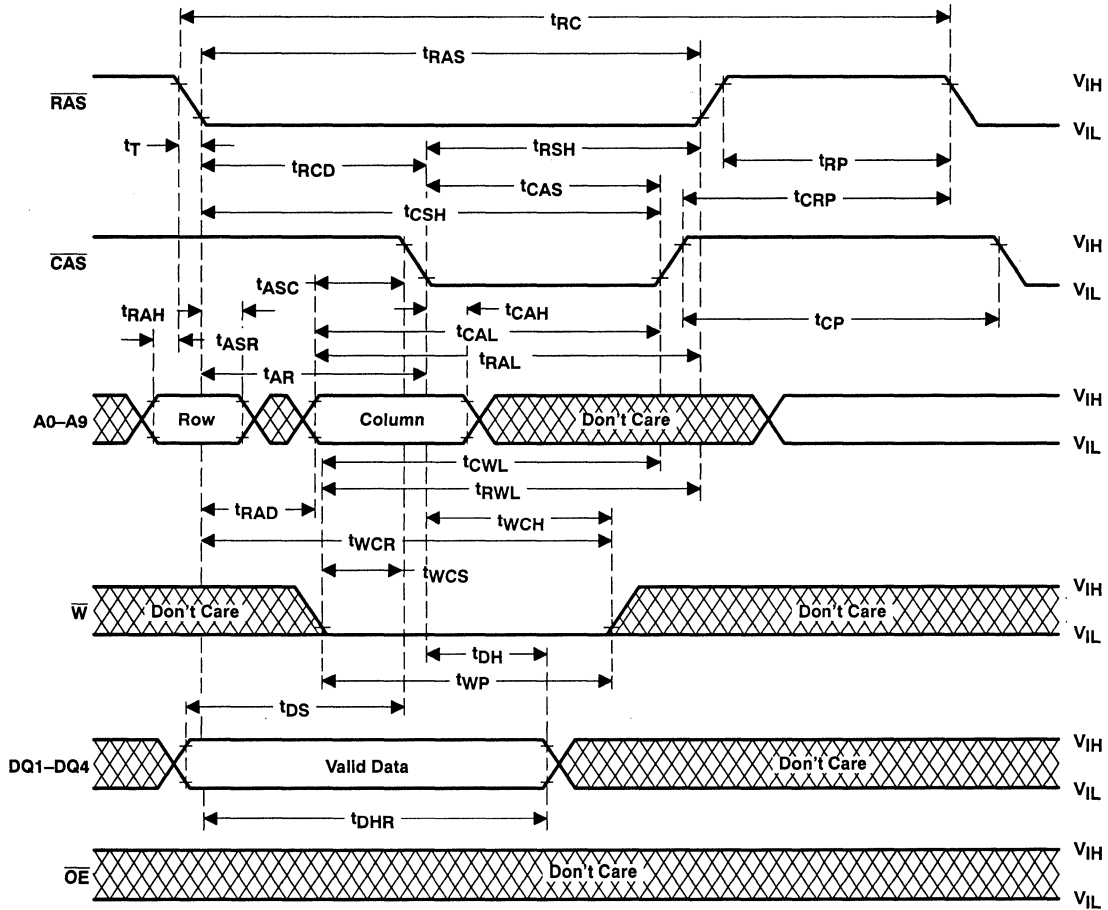 tRC
tRAS
RAS
VIH
VIL
tT
tRSH
tRCD
tRP
tCAS
tCRP
tCSH
CAS
VIH
VIL
tASC
tRAH
tCAH
tCP
tASR
tCAL
tRAL
tAR
A0–A9
Row
Column
Don't Care
VIH
VIL
tCWL
tRWL
tRAD
tWCH
tWCR
tWCS
W
Don't Care
Don't Care
VIH
VIL
tDH
tWP
tDS
DQ1–DQ4
Valid Data
Don't Care
VIH
VIL
tDHR
OE
Don't Care
VIH
VIL